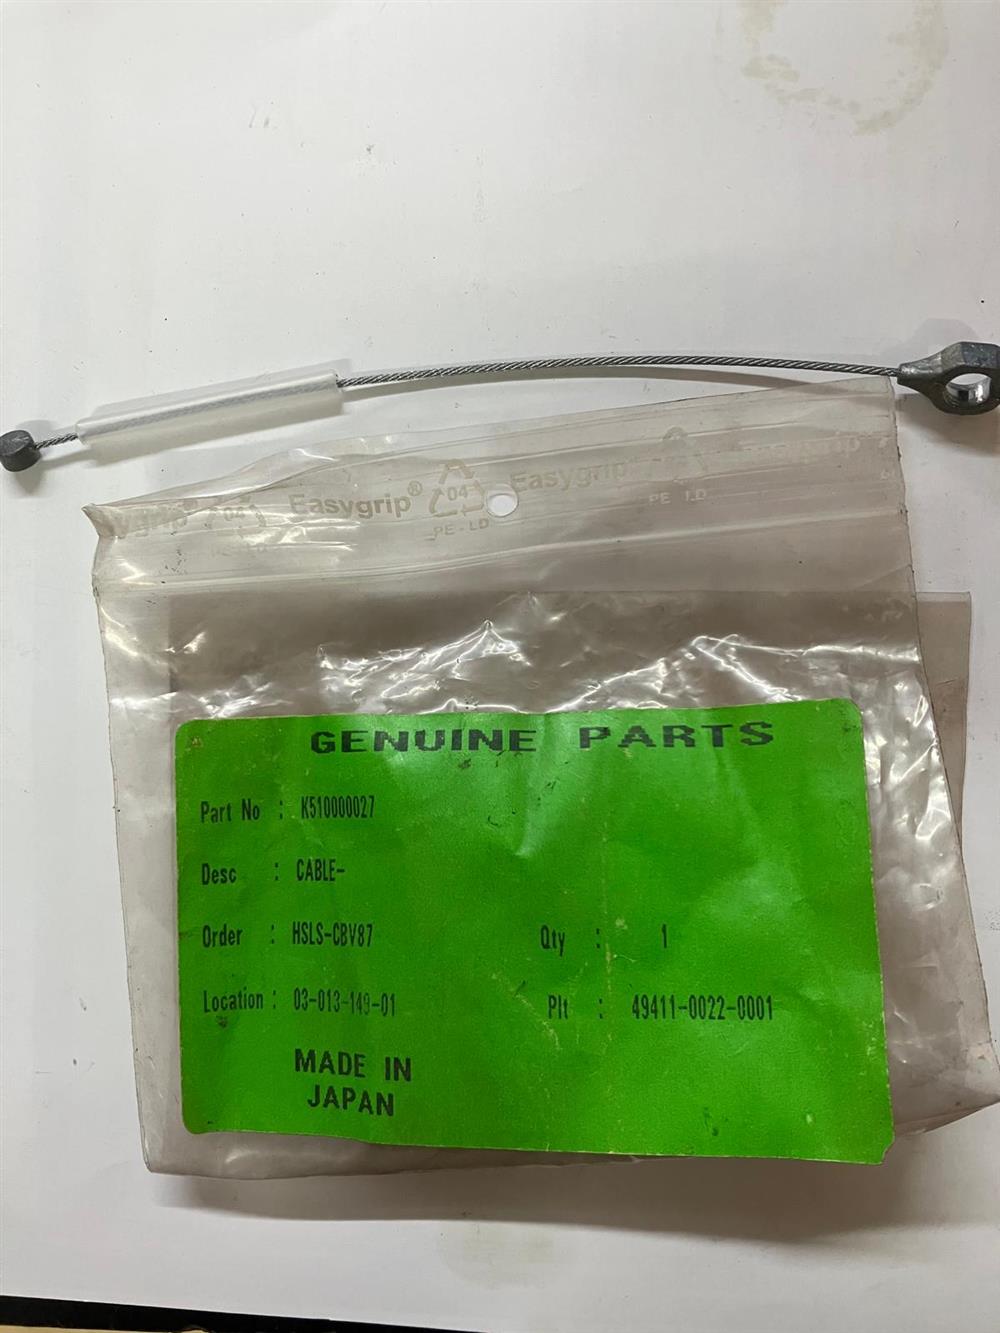 Easygrip® 04 Easygrip®
PE-LD PE LD
GENUINE PARTS
Part No : K510000027
Desc : CABLE-
Order : HSLS-CBV87 Qty : 1
Location : 03-013-149-01 Plt : 49411-0022-0001
MADE IN
JAPAN